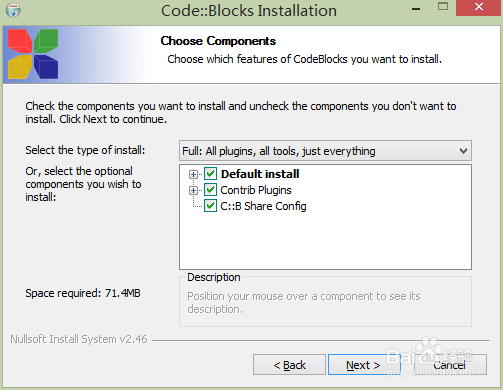 Code::Blocks Installation
Choose Components
Choose which features of CodeBlocks you want to install.
Check the components you want to install and uncheck the components you don't want to
install. Click Next to continue.
Select the type of install:
Full: All plugins, all tools, just everything
Or, select the optional
components you wish to
install:
Default install
Contrib Plugins
C::B Share Config
Space required: 71.4MB
Description
Position your mouse over a component to see its
description.
Nullsoft Install System v2.46
< Back
Next >
Cancel
Bai 经验